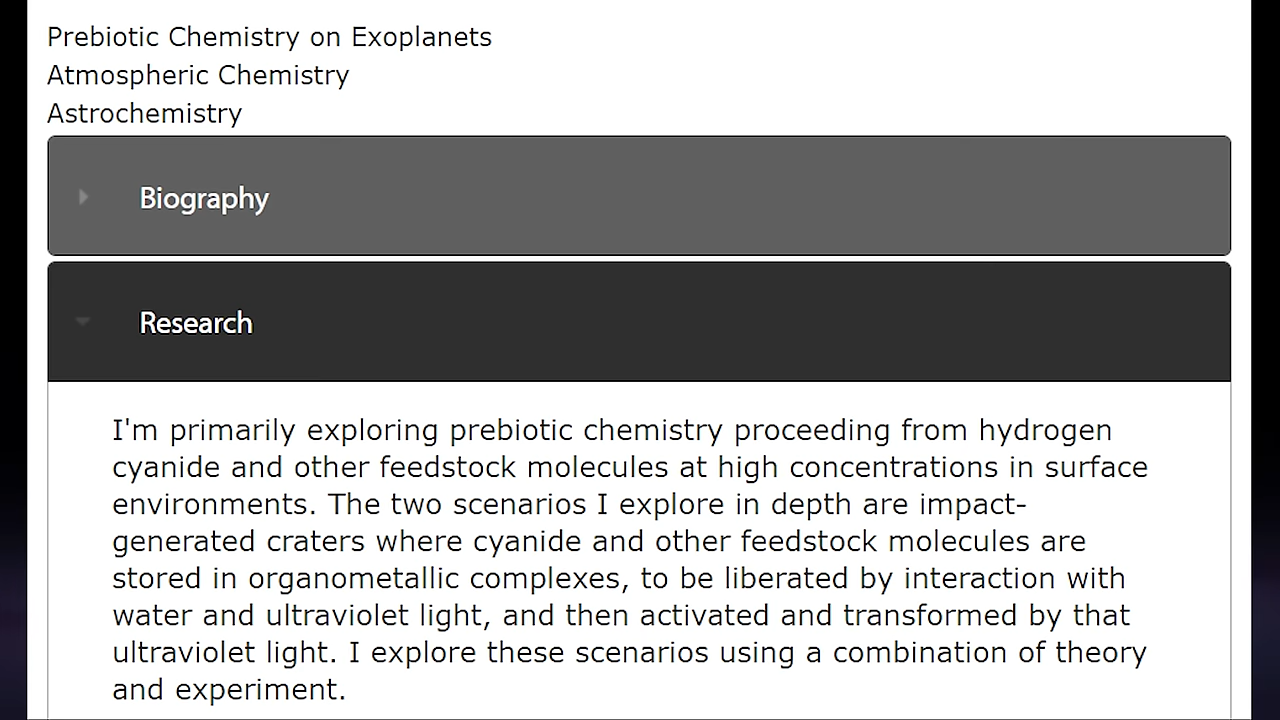 Prebiotic Chemistry on Exoplanets
Atmospheric Chemistry
Astrochemistry
Biography
Research
I'm primarily exploring prebiotic chemistry proceeding from hydrogen
cyanide and other feedstock molecules at high concentrations in surface
environments. The two scenarios I explore in depth are impact-
generated craters where cyanide and other feedstock molecules are
stored in organometallic complexes, to be liberated by interaction with
water and ultraviolet light, and then activated and transformed by that
ultraviolet light. I explore these scenarios using a combination of theory
and experiment.